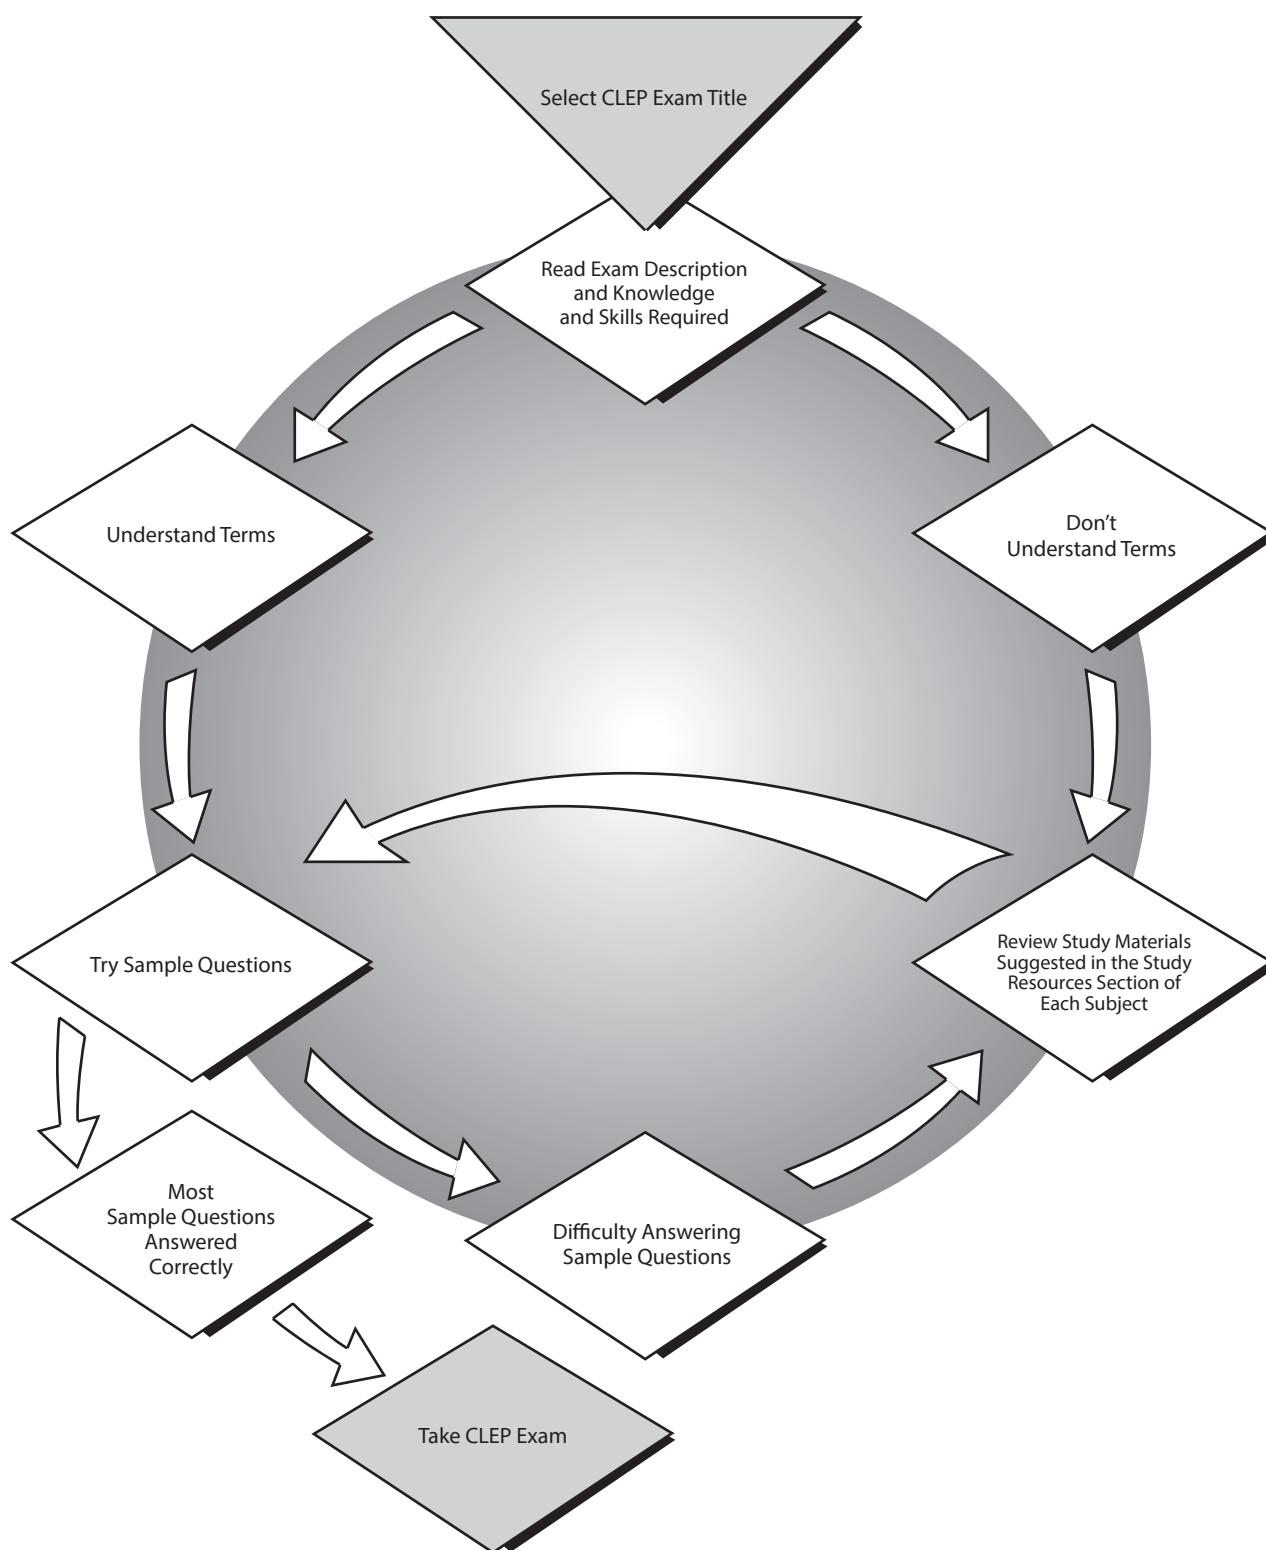 Select CLEP Exam Title
Read Exam Description
and Knowledge
and Skills Required
Understand Terms
Don’t
Understand Terms
Try Sample Questions
Review Study Materials
Suggested in the Study
Resources Section of
Each Subject
Most
Sample Questions
Answered
Correctly
Difficulty Answering
Sample Questions
Take CLEP Exam